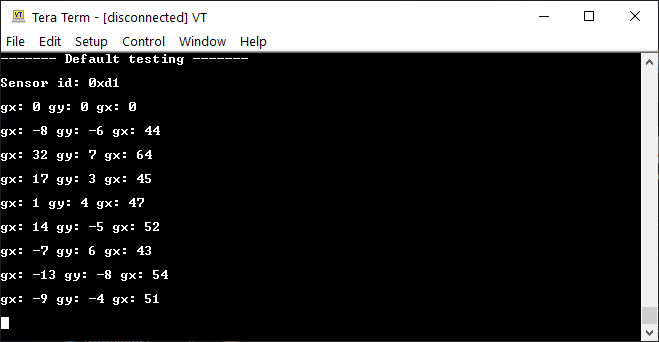 Tera Term - [disconnected] VT
File Edit Setup Control Window Help
------- Default testing -------
Sensor id: 0xd1
gx: 0 gy: 0 gx: 0
gx: -8 gy: -6 gx: 44
gx: 32 gy: 7 gx: 64
gx: 17 gy: 3 gx: 45
gx: 1 gy: 4 gx: 47
gx: 14 gy: -5 gx: 52
gx: -7 gy: 6 gx: 43
gx: -13 gy: -8 gx: 54
gx: -9 gy: -4 gx: 51